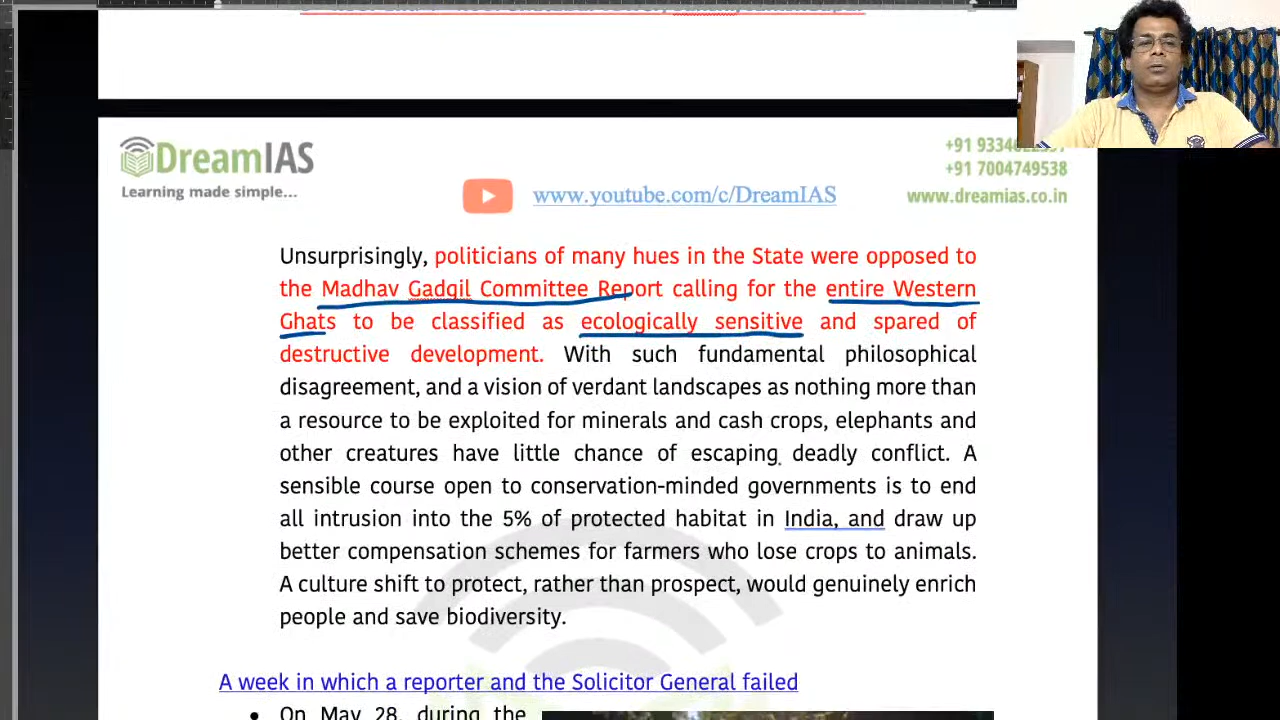 DreamIAS
Learning made simple...
www.youtube.com/c/DreamIAS
+91 7004749538
www.dreamias.co.in
Unsurprisingly, politicians of many hues in the State were opposed to
the Madhav Gadgil Committee Report calling for the entire Western
Ghats to be classified as ecologically sensitive and spared of
destructive development. With such fundamental philosophical
disagreement, and a vision of verdant landscapes as nothing more than
a resource to be exploited for minerals and cash crops, elephants and
other creatures have little chance of escaping deadly conflict. A
sensible course open to conservation-minded governments is to end
all intrusion into the 5% of protected habitat in India, and draw up
better compensation schemes for farmers who lose crops to animals.
A culture shift to protect, rather than prospect, would genuinely enrich
people and save biodiversity.
A week in which a reporter and the Solicitor General failed
• On May 28, during the